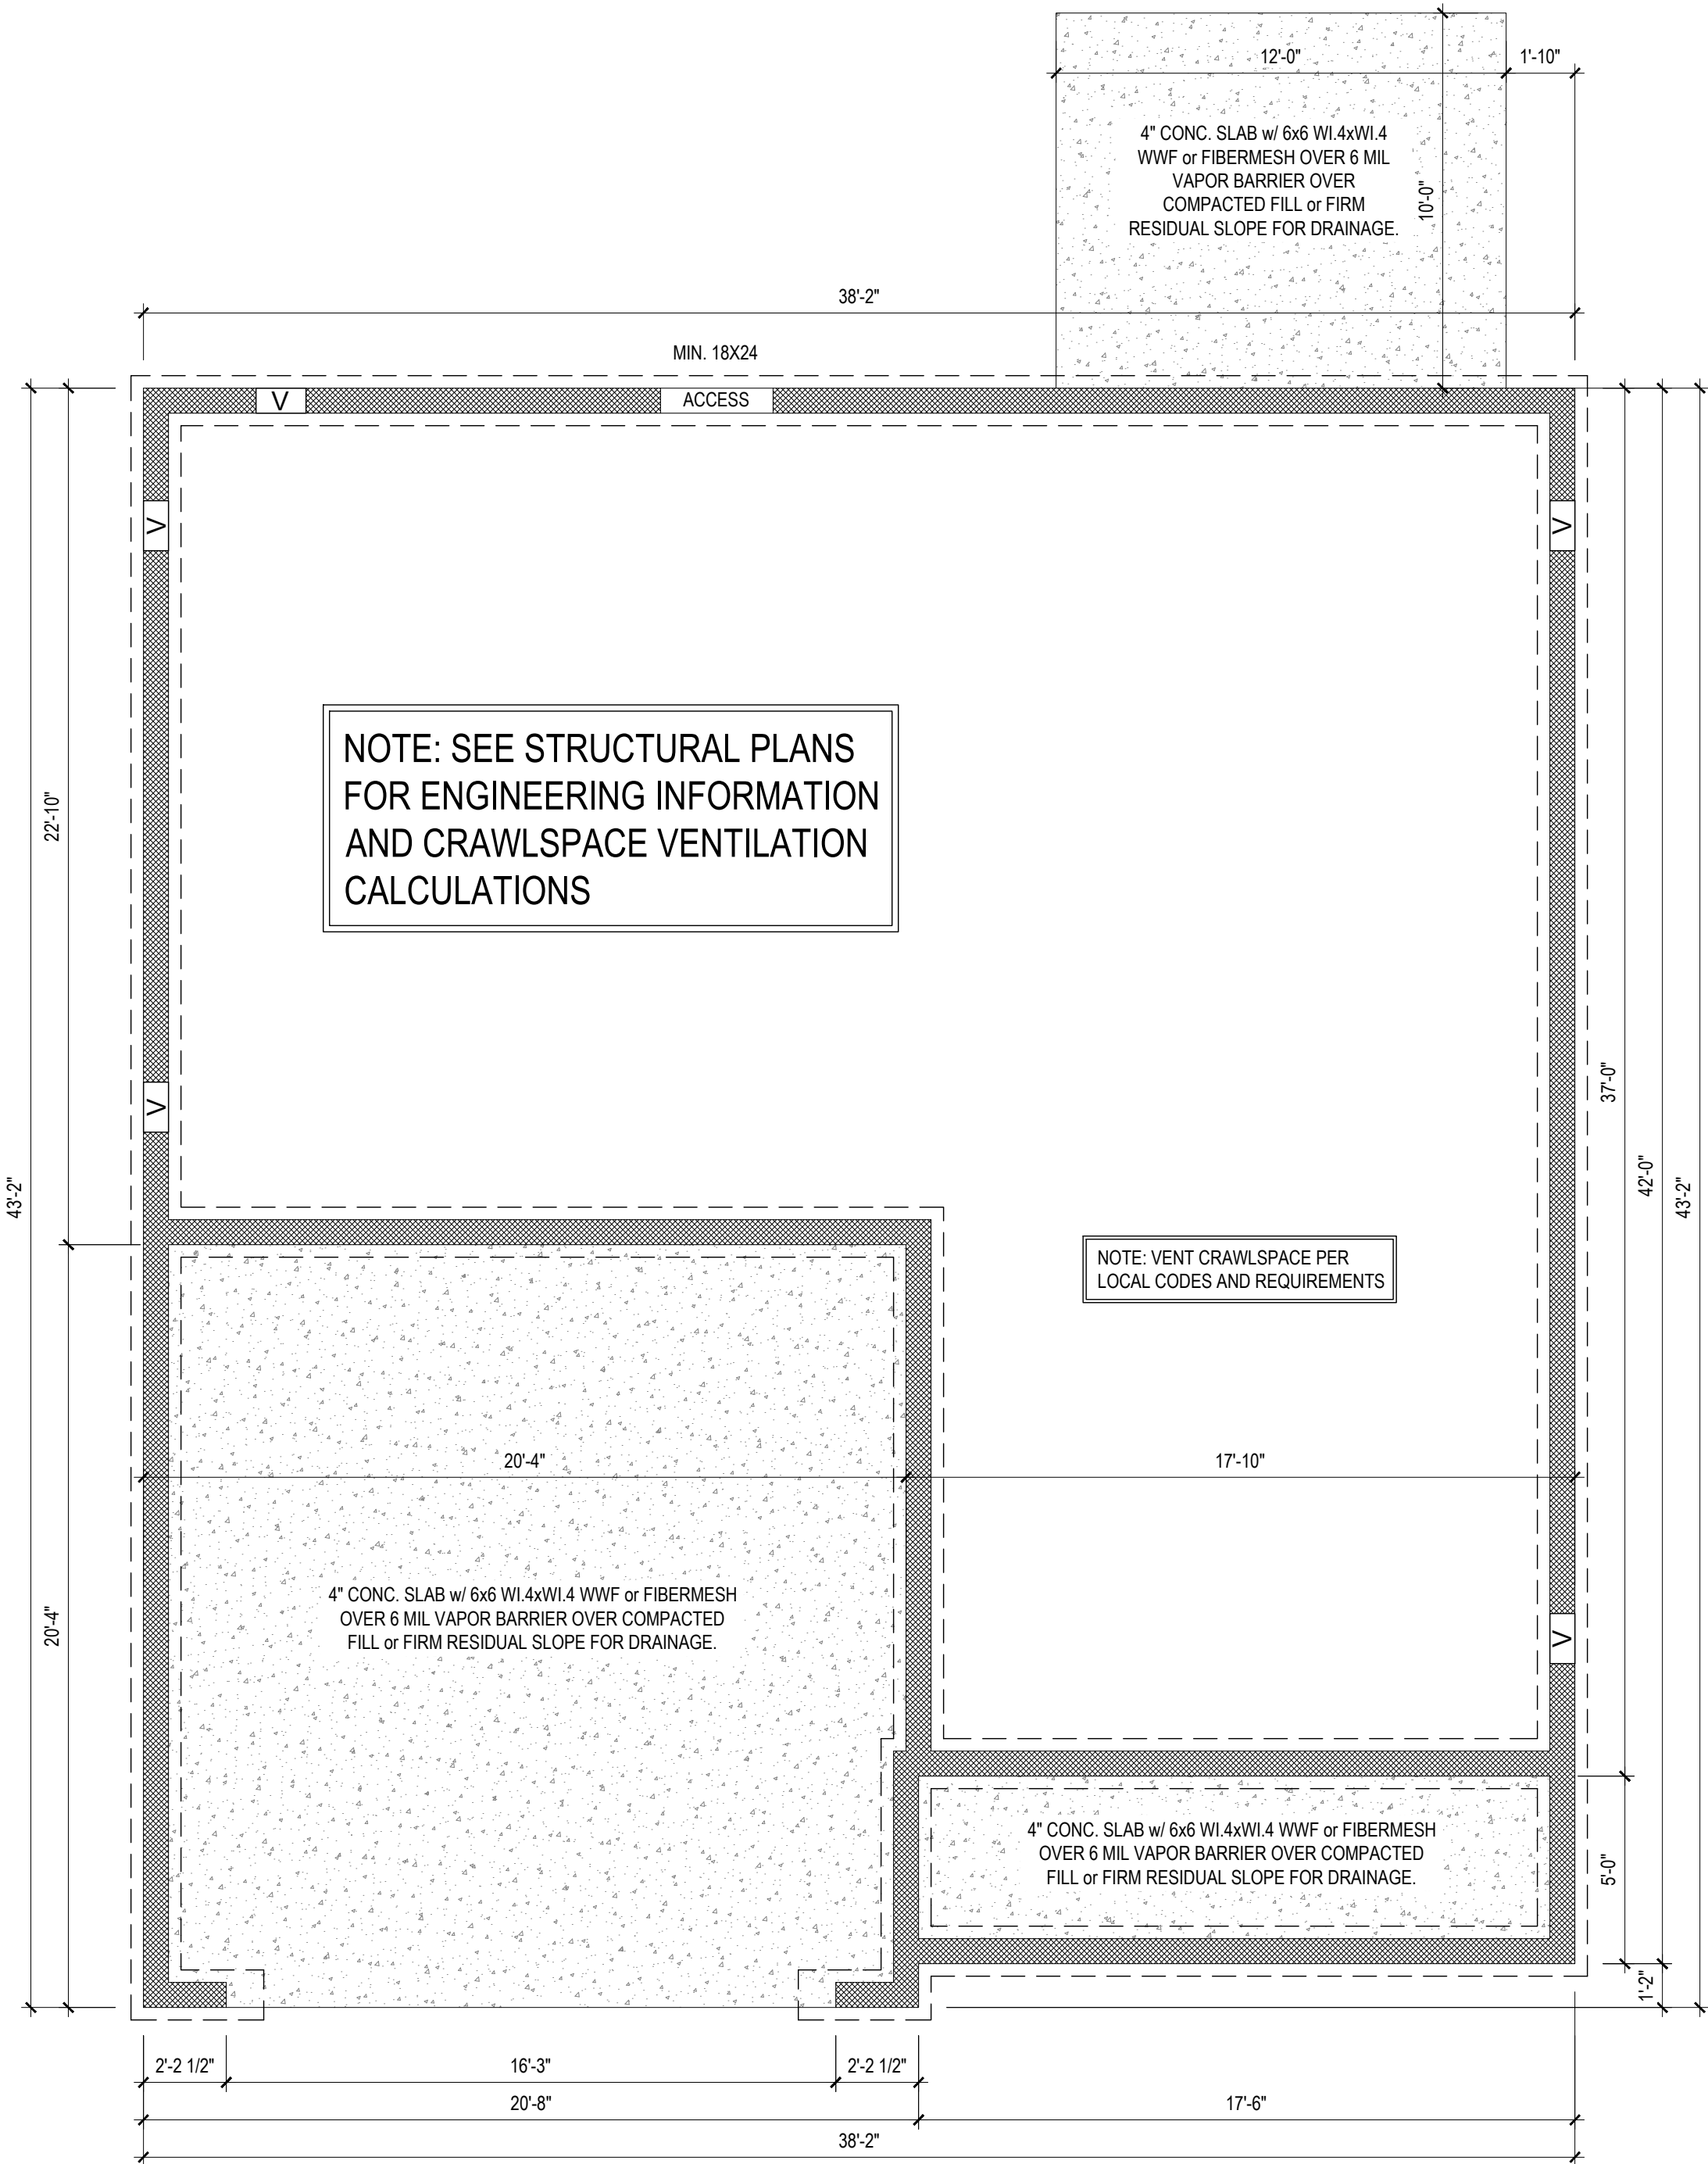 12'-0"
1'-10"
4" CONC. SLAB w/ 6x6 WI.4xWI.4
WWF or FIBERMESH OVER 6 MIL
VAPOR BARRIER OVER
COMPACTED FILL or FIRM
RESIDUAL SLOPE FOR DRAINAGE.
10'-0"
38'-2"
MIN. 18X24
V
ACCESS
V
V
NOTE: SEE STRUCTURAL PLANS
FOR ENGINEERING INFORMATION
AND CRAWLSPACE VENTILATION
CALCULATIONS
22'-10"
37'-0"
V
42'-0"
43'-2"
43'-2"
NOTE: VENT CRAWLSPACE PER
LOCAL CODES AND REQUIREMENTS
20'-4"
17'-10"
4" CONC. SLAB w/ 6x6 WI.4xWI.4 WWF or FIBERMESH
OVER 6 MIL VAPOR BARRIER OVER COMPACTED
FILL or FIRM RESIDUAL SLOPE FOR DRAINAGE.
20'-4"
V
4" CONC. SLAB w/ 6x6 WI.4xWI.4 WWF or FIBERMESH
OVER 6 MIL VAPOR BARRIER OVER COMPACTED
FILL or FIRM RESIDUAL SLOPE FOR DRAINAGE.
5'-0"
1'-2"
2'-2 1/2"
16'-3"
2'-2 1/2"
20'-8"
17'-6"
38'-2"